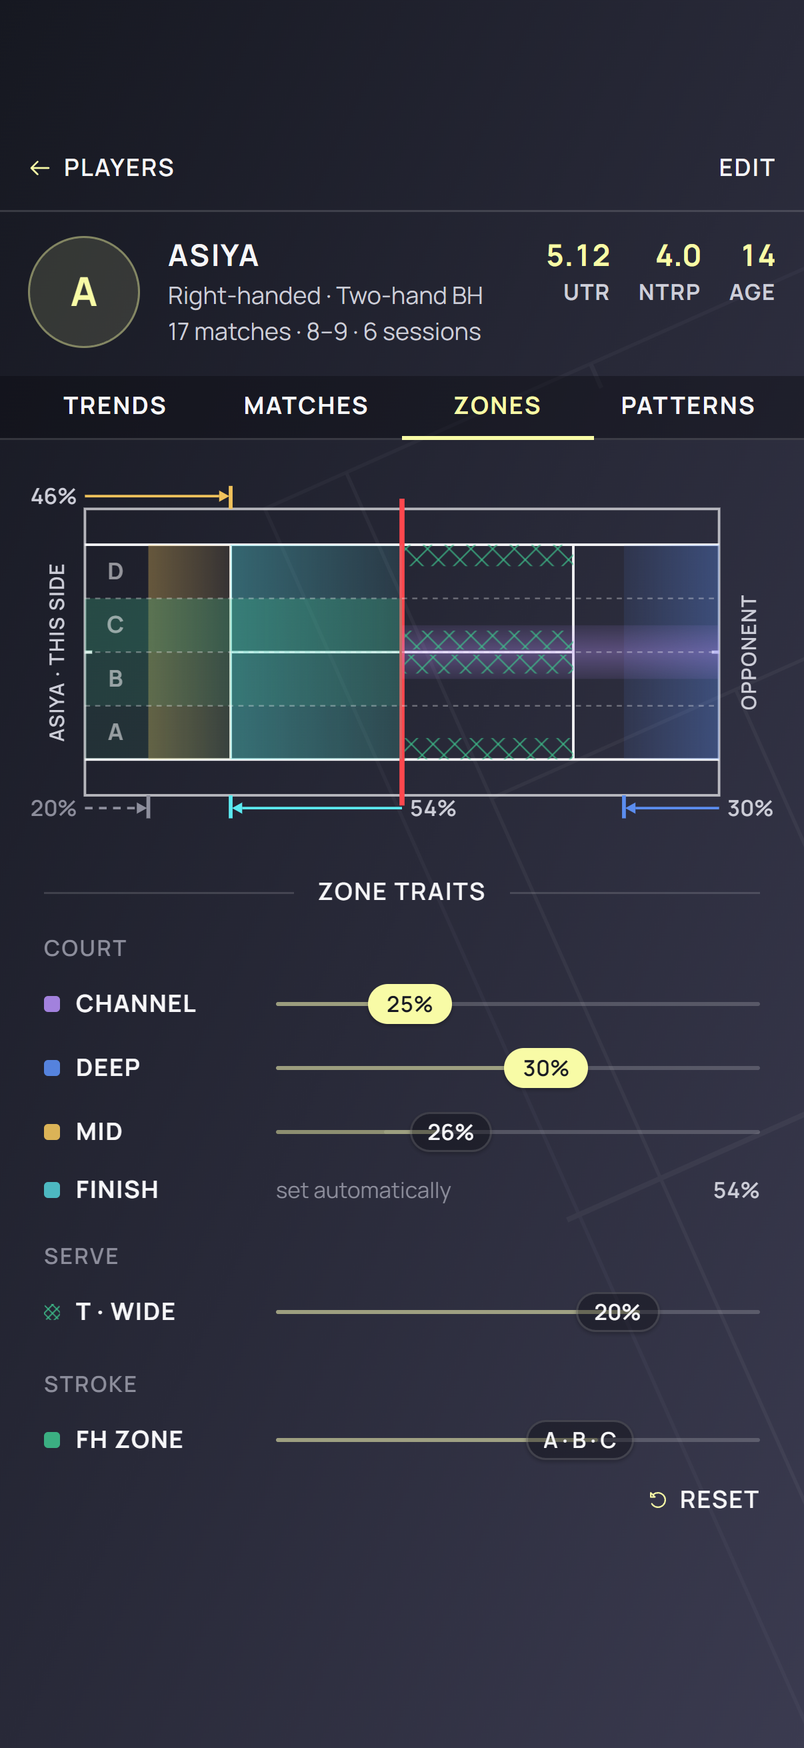 ← PLAYERS
EDIT
A
ASIYA
Right-handed · Two-hand BH
17 matches · 8–9 · 6 sessions
5.12 4.0 14
UTR NTRP AGE
TRENDS MATCHES ZONES PATTERNS
46%
D
C
B
A
ASIYA · THIS SIDE
OPPONENT
20%
54%
30%
ZONE TRAITS
COURT
CHANNEL 25%
DEEP 30%
MID 26%
FINISH set automatically 54%
SERVE
T · WIDE 20%
STROKE
FH ZONE A·B·C
RESET